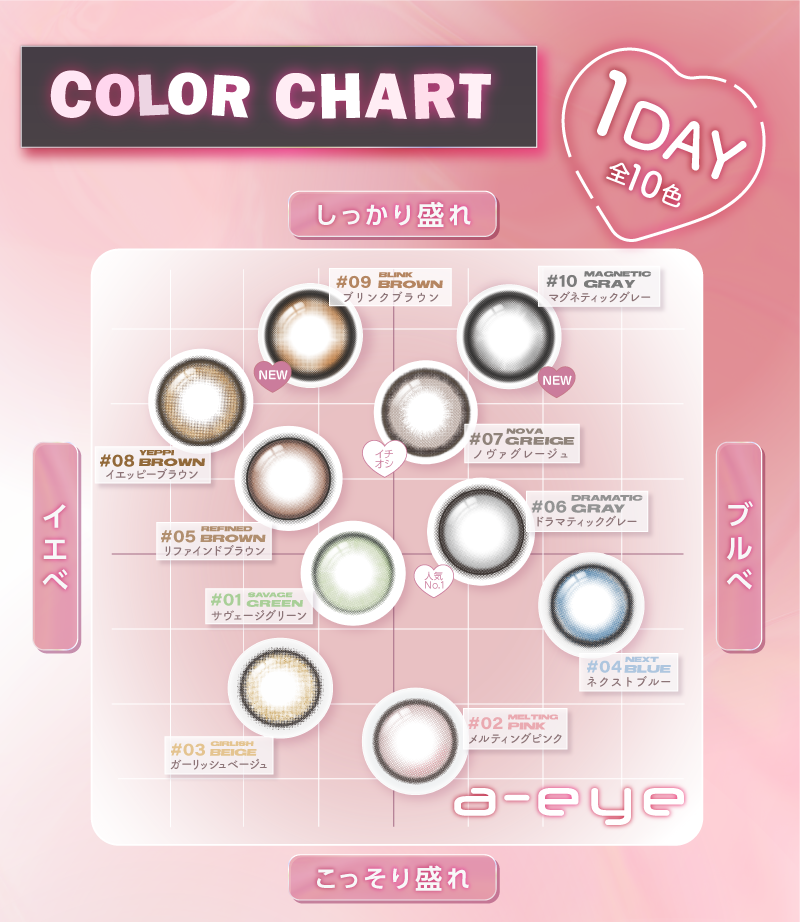 COLOR CHART
1DAY
全10色
しっかり盛れ
#09 BLINK BROWN
ブリンクブラウン
#10 MAGNETIC GRAY
マグネティックグレー
NEW
NEW
#08 YEPPI BROWN
イエッピーブラウン
イチ
オシ
#07 NOVA GREIGE
ノヴァグレージュ
イエベ
ブルベ
#05 REFINED BROWN
リファインドブラウン
#06 DRAMATIC GRAY
ドラマティックグレー
人気
No.1
#01 SAVAGE GREEN
サヴェージグリーン
#04 NEXT BLUE
ネクストブルー
#03 GIRLISH BEIGE
ガーリッシュベージュ
#02 MELTING PINK
メルティングピンク
a-eye
こっそり盛れ